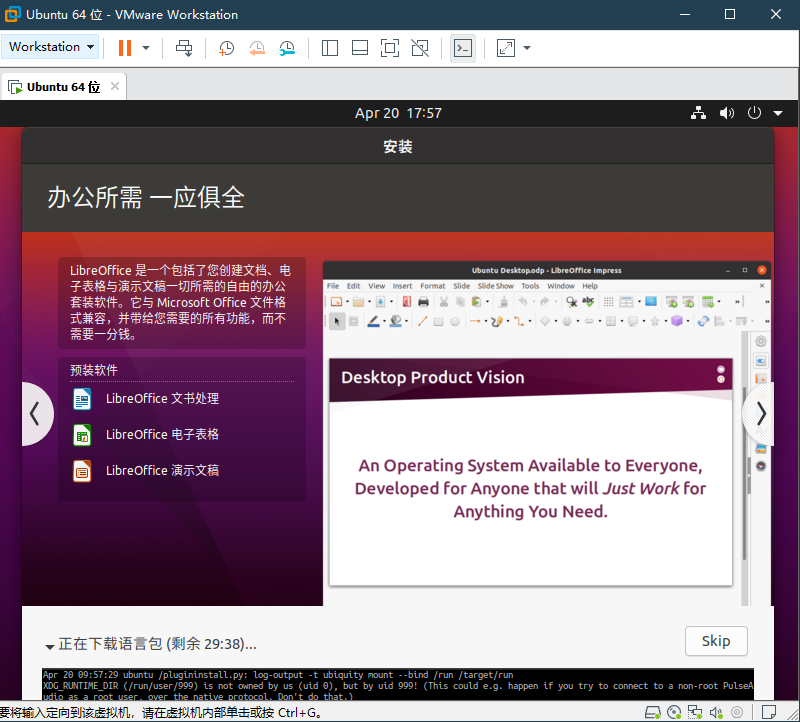 Ubuntu 64 位 - VMware Workstation
Workstation
Ubuntu 64 位
Apr 20 17:57
安装
办公所需 一应俱全
LibreOffice 是一个包括了您创建文档、电
子表格与演示文稿一切所需的自由的办公
套装软件。它与 Microsoft Office 文件格
式兼容，并带给您需要的所有功能，而不
需要一分钱。
预装软件
LibreOffice 文书处理
LibreOffice 电子表格
LibreOffice 演示文稿
Ubuntu Desktop.odp - LibreOffice Impress
File Edit View Insert Format Slide Slide Show Tools Window Help
Desktop Product Vision
An Operating System Available to Everyone,
Developed for Anyone that will Just Work for
Anything You Need.
正在下载语言包 (剩余 29:38)...
Skip
Apr 20 09:57:29 ubuntu /plugininstall.py: log-output -t ubiquity mount --bind /run /target/run
XDG_RUNTIME_DIR (/run/user/999) is not owned by us (uid 0), but by uid 999! (This could e.g. happen if you try to connect to a non-root PulseA
udio as a root user, over the native protocol. Don't do that.)
要将输入定向到该虚拟机，请在虚拟机内部单击或按 Ctrl+G。